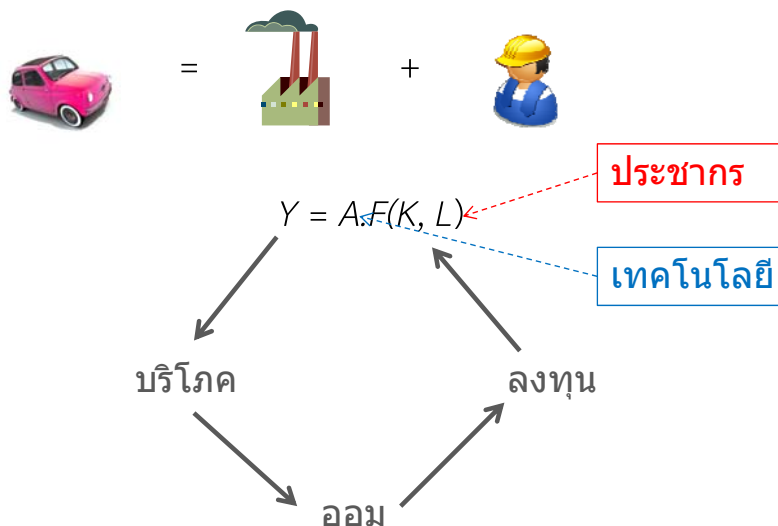 =
+
ประชากร
Y = A.F(K, L)
เทคโนโลยี
บริโภค
ลงทุน
ออม